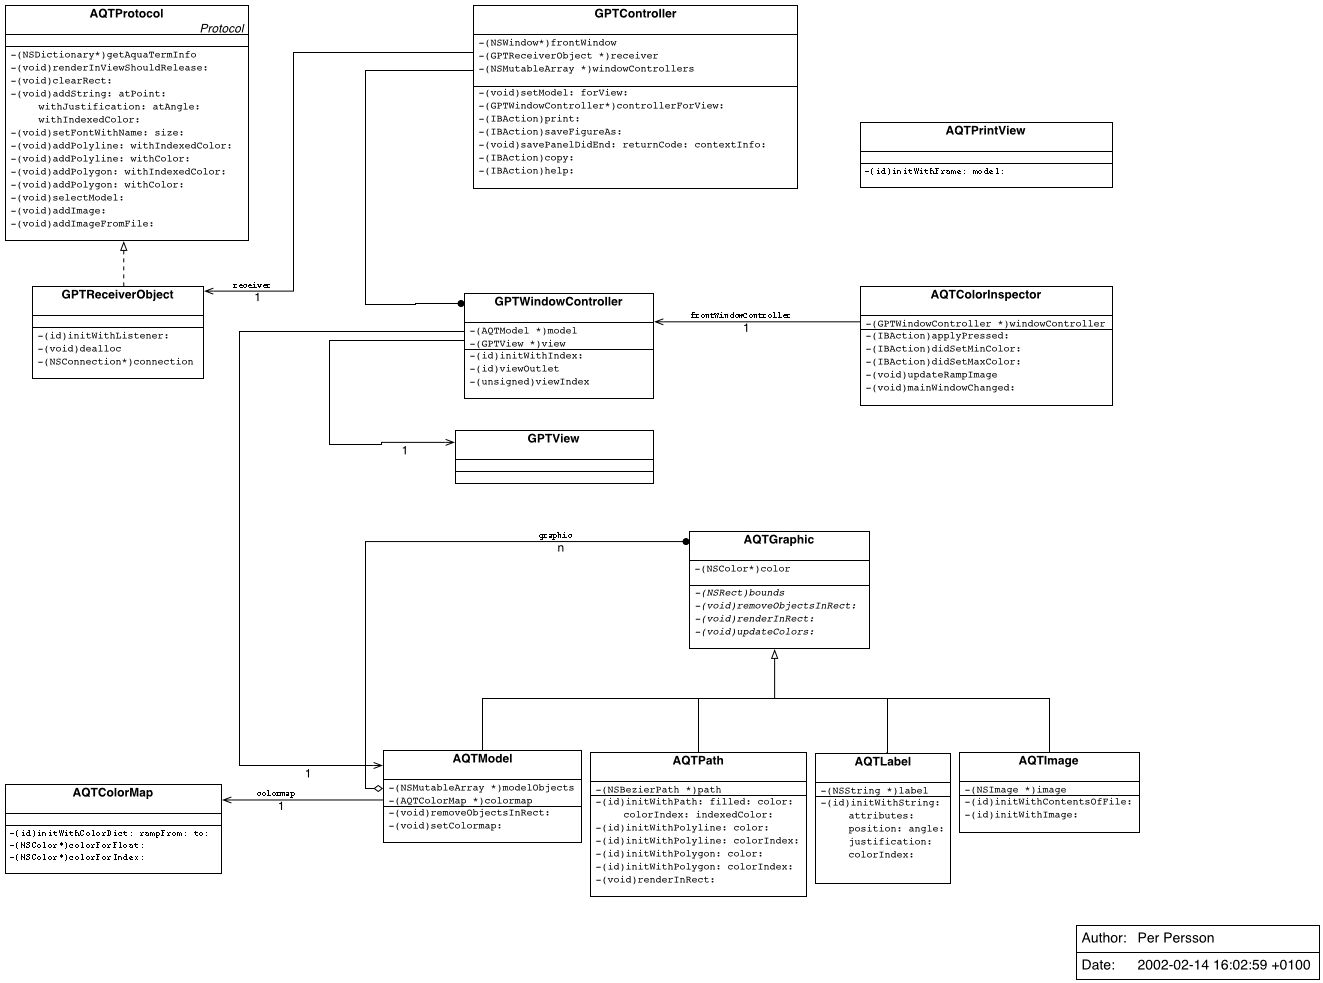 AQTProtocol
Protocol
-(NSDictionary*)getAquaTermInfo
-(void)renderInViewShouldRelease:
-(void)clearRect:
-(void)addString: atPoint:
withJustification: atAngle:
withIndexedColor:
-(void)setFontWithName: size:
-(void)addPolyline: withIndexedColor:
-(void)addPolyline: withColor:
-(void)addPolygon: withIndexedColor:
-(void)addPolygon: withColor:
-(void)selectModel:
-(void)addImage:
-(void)addImageFromFile:
GPTController
-(NSWindow*)frontWindow
-(GPTReceiverObject *)receiver
-(NSMutableArray *)windowControllers
-(void)setModel: forView:
-(GPTWindowController*)controllerForView:
-(IBAction)print:
-(IBAction)saveFigureAs:
-(void)savePanelDidEnd: returnCode: contextInfo:
-(IBAction)copy:
-(IBAction)help:
AQTPrintView
-(id)initWithFrame: model:
GPTReceiverObject
-(id)initWithListener:
-(void)dealloc
-(NSConnection*)connection
receiver
1
GPTWindowController
-(AQTModel *)model
-(GPTView *)view
-(id)initWithIndex:
-(id)viewOutlet
-(unsigned)viewIndex
frontWindowController
1
AQTColorInspector
-(GPTWindowController *)windowController
-(IBAction)applyPressed:
-(IBAction)didSetMinColor:
-(IBAction)didSetMaxColor:
-(void)updateRampImage
-(void)mainWindowChanged:
1
GPTView
graphic
n
AQTGraphic
-(NSColor*)color
-(NSRect)bounds
-(void)removeObjectsInRect:
-(void)renderInRect:
-(void)updateColors:
AQTColorMap
-(id)initWithColorDict: rampFrom: to:
-(NSColor*)colorForFloat:
-(NSColor*)colorForIndex:
1
colormap
1
AQTModel
-(NSMutableArray *)modelObjects
-(AQTColorMap *)colormap
-(void)removeObjectsInRect:
-(void)setColormap:
AQTPath
-(NSBezierPath *)path
-(id)initWithPath: filled: color:
colorIndex: indexedColor:
-(id)initWithPolyline: color:
-(id)initWithPolyline: colorIndex:
-(id)initWithPolygon: color:
-(id)initWithPolygon: colorIndex:
-(void)renderInRect:
AQTLabel
-(NSString *)label
-(id)initWithString:
attributes:
position: angle:
justification:
colorIndex:
AQTImage
-(NSImage *)image
-(id)initWithContentsOfFile:
-(id)initWithImage:
Author: Per Persson
Date: 2002-02-14 16:02:59 +0100